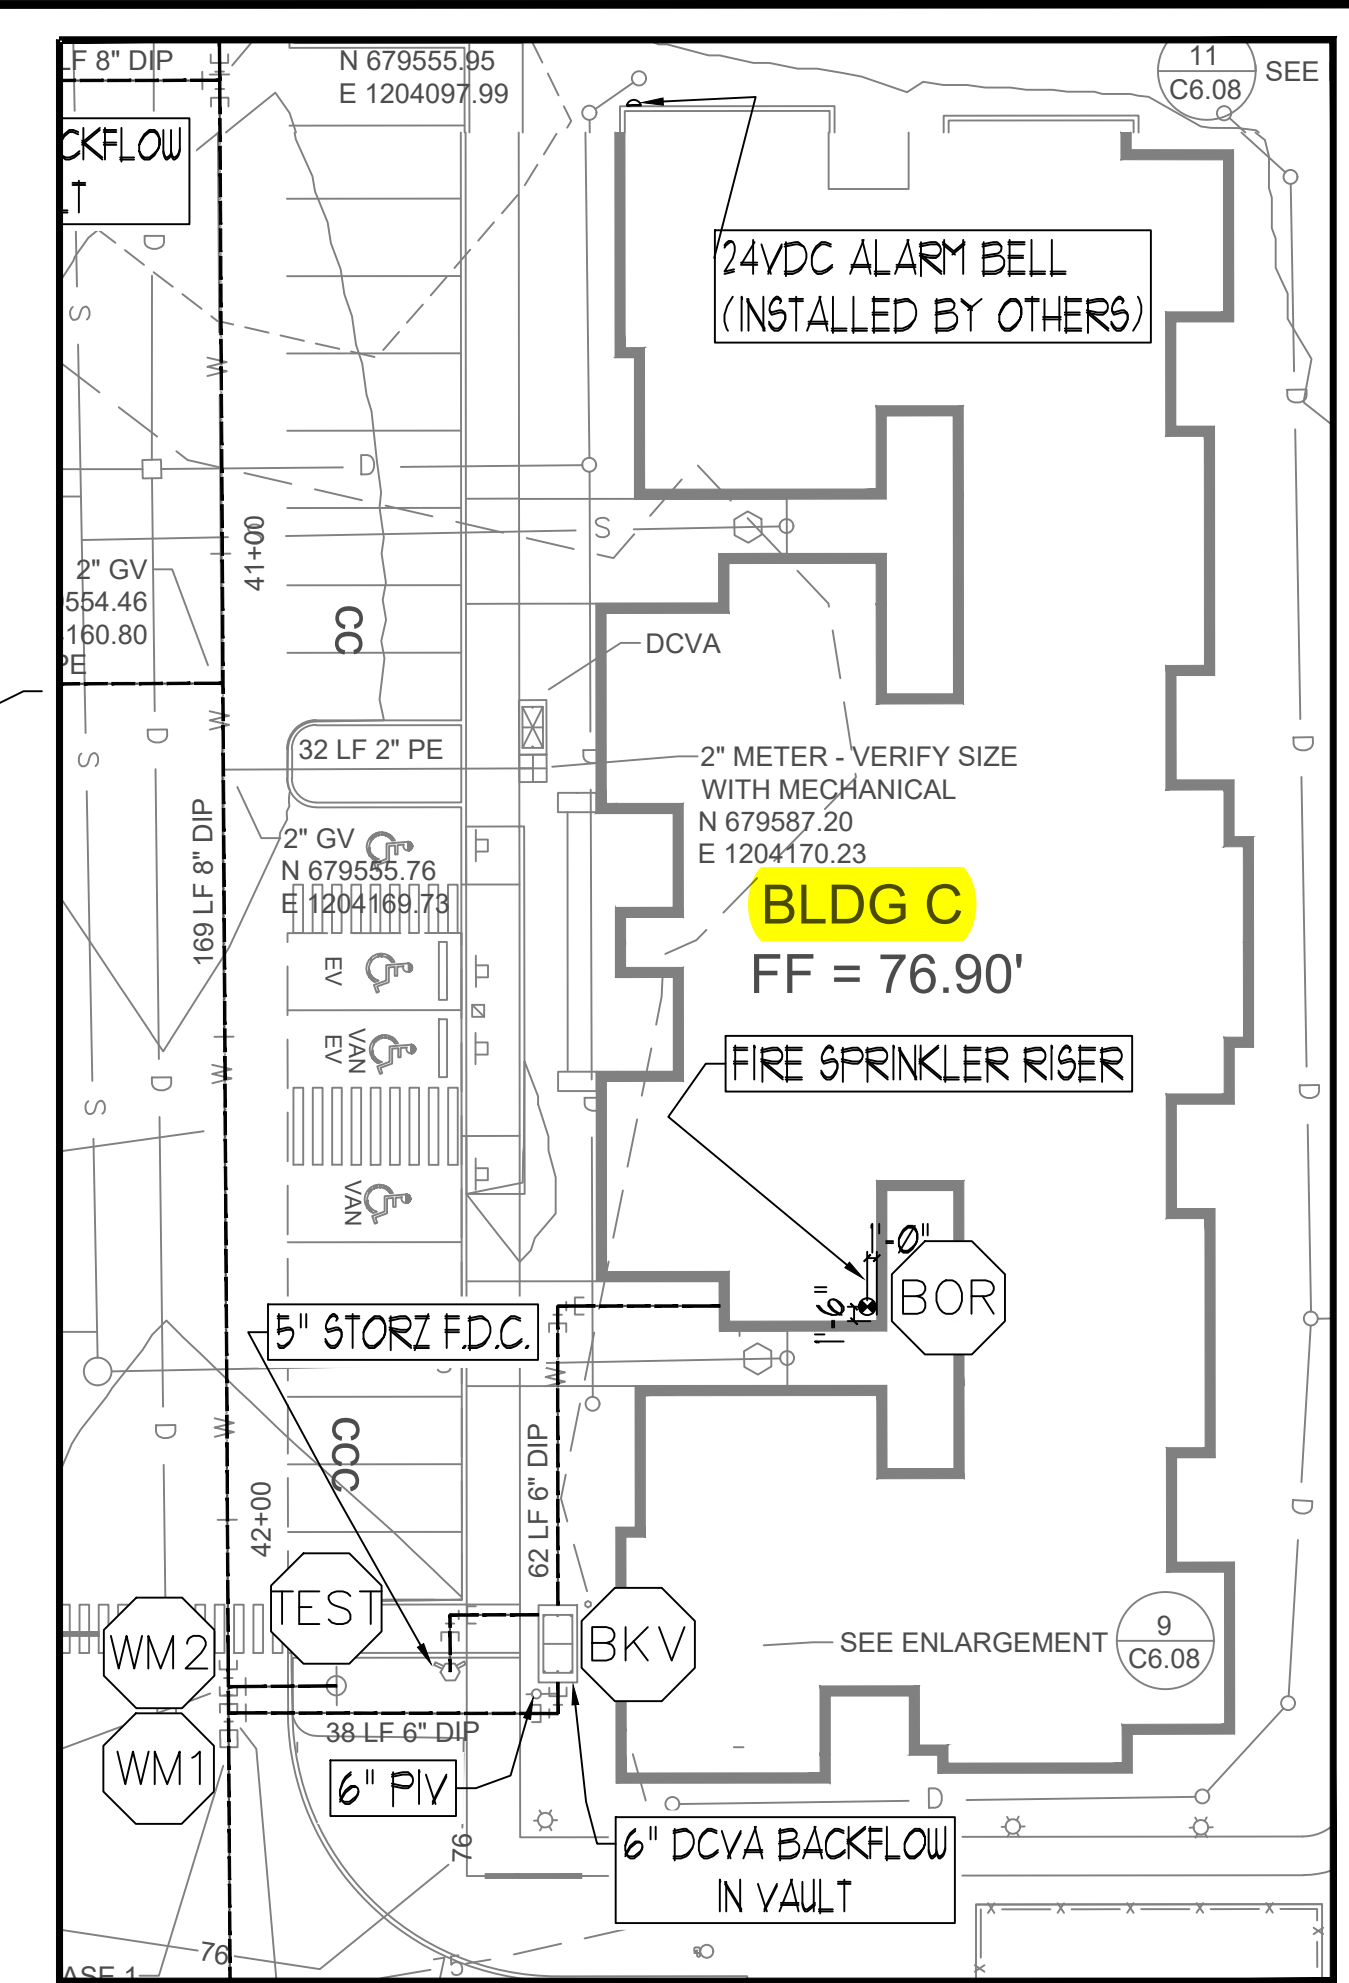 LF 8" DIP
N 679555.95
E 1204097.99
11
C6.08
SEE
CKFLOW
LT
D
D
24VDC ALARM BELL
(INSTALLED BY OTHERS)
S
W
D
D
S
41+00
2" GV
554.46
160.80
PE
CC
DCVA
W
D
S
32 LF 2" PE
D
D
2" METER - VERIFY SIZE
WITH MECHANICAL
N 679587.20
E 1204170.23
169 LF 8" DIP
2" GV
N 679555.76
E 1204169.73
BLDG C
FF = 76.90'
EV
VAN
EV
W
D
S
D
D
FIRE SPRINKLER RISER
VAN
1'-0"
1'-6"
BOR
5" STORZ F.D.C.
W
W
D
CCC
62 LF 6" DIP
42+00
D
TEST
WM2
BKV
SEE ENLARGEMENT
9
C6.08
WM1
38 LF 6" DIP
6" PIV
D
6" DCVA BACKFLOW
IN VAULT
76
76
ASE 1